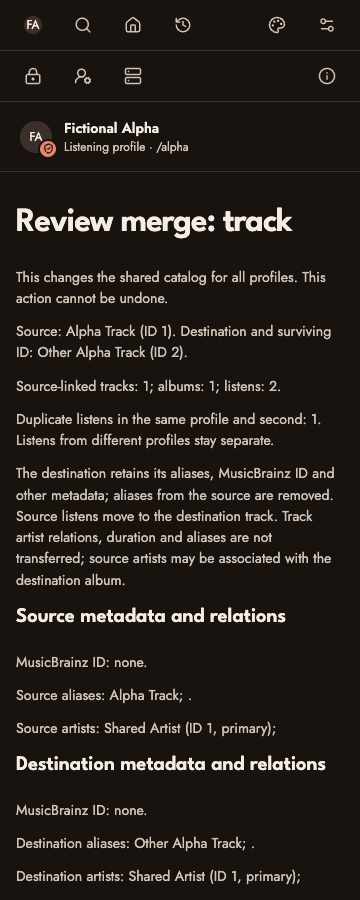 FA
FA
Fictional Alpha
Listening profile · /alpha
Review merge: track
This changes the shared catalog for all profiles. This
action cannot be undone.
Source: Alpha Track (ID 1). Destination and surviving
ID: Other Alpha Track (ID 2).
Source-linked tracks: 1; albums: 1; listens: 2.
Duplicate listens in the same profile and second: 1.
Listens from different profiles stay separate.
The destination retains its aliases, MusicBrainz ID and
other metadata; aliases from the source are removed.
Source listens move to the destination track. Track
artist relations, duration and aliases are not
transferred; source artists may be associated with the
destination album.
Source metadata and relations
MusicBrainz ID: none.
Source aliases: Alpha Track; .
Source artists: Shared Artist (ID 1, primary);
Destination metadata and relations
MusicBrainz ID: none.
Destination aliases: Other Alpha Track; .
Destination artists: Shared Artist (ID 1, primary);